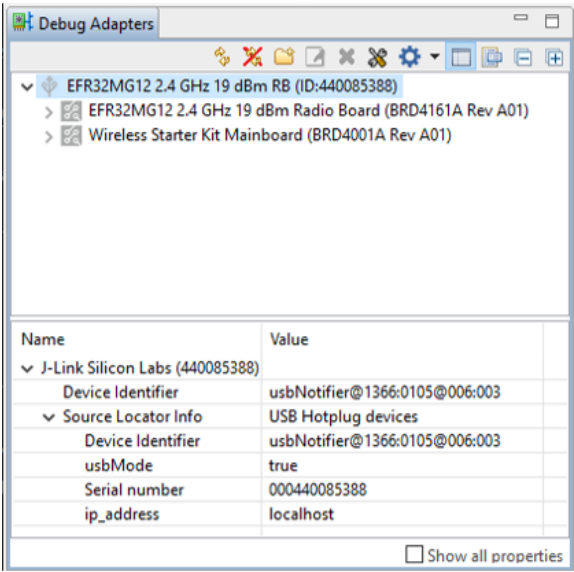 Debug Adapters
EFR32MG12 2.4 GHz 19 dBm RB (ID:440085388)
EFR32MG12 2.4 GHz 19 dBm Radio Board (BRD4161A Rev A01)
Wireless Starter Kit Mainboard (BRD4001A Rev A01)
Name Value
J-Link Silicon Labs (440085388)
Device Identifier usbNotifier@1366:0105@006:003
Source Locator Info USB Hotplug devices
Device Identifier usbNotifier@1366:0105@006:003
usbMode true
Serial number 000440085388
ip_address localhost
Show all properties